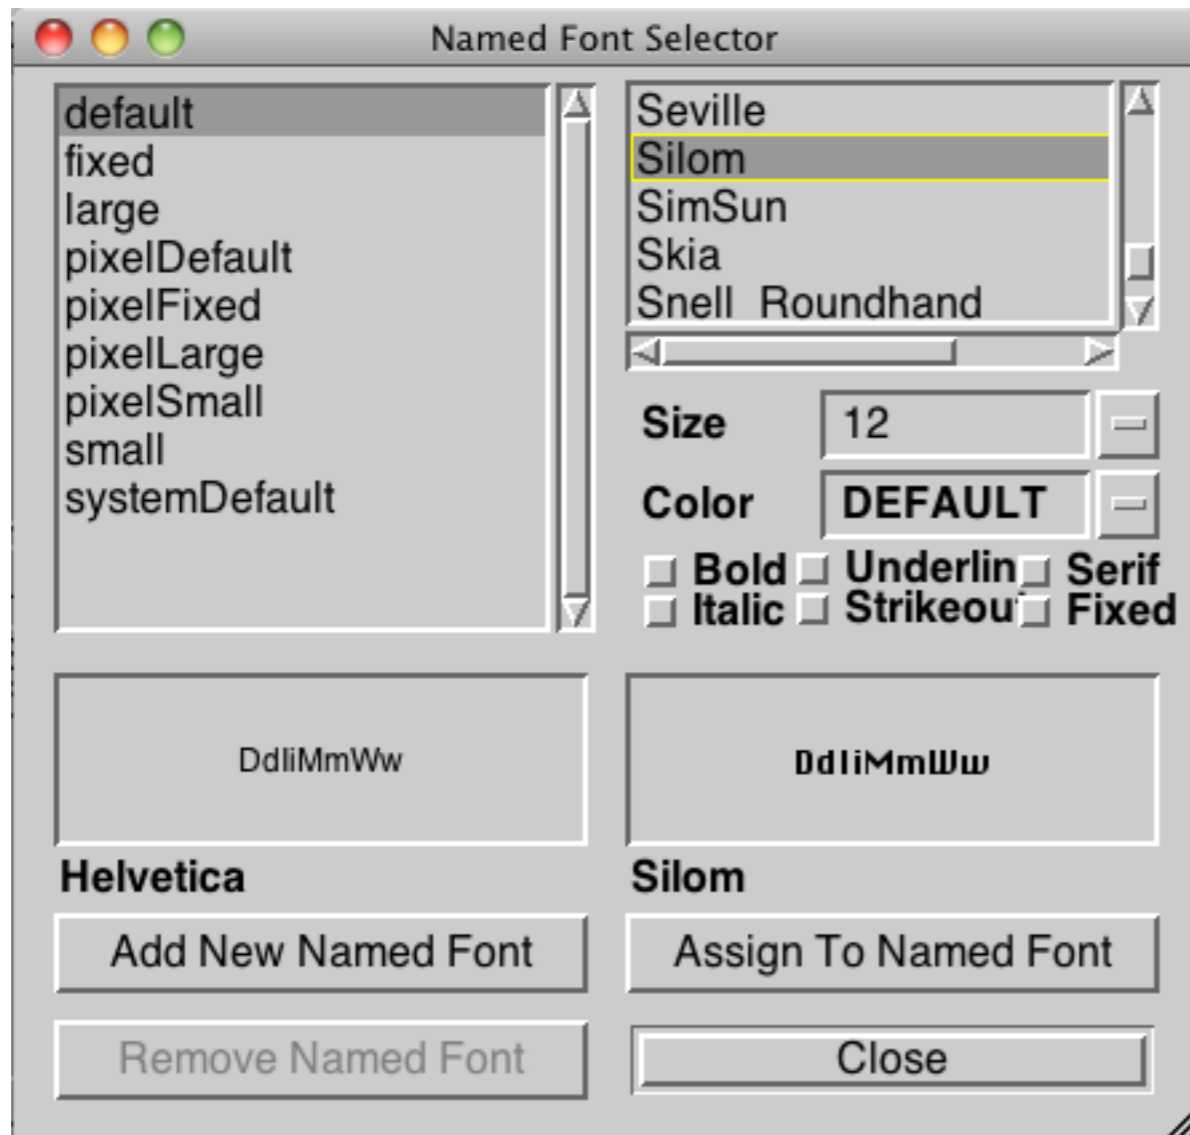 Named Font Selector
default
fixed
large
pixelDefault
pixelFixed
pixelLarge
pixelSmall
small
systemDefault
Seville
Silom
SimSun
Skia
Snell Roundhand
Size 12
Color DEFAULT
Bold Underlin Serif
Italic Strikeout Fixed
DdIiMmWw
DdIiMmWw
Helvetica
Silom
Add New Named Font
Assign To Named Font
Remove Named Font
Close